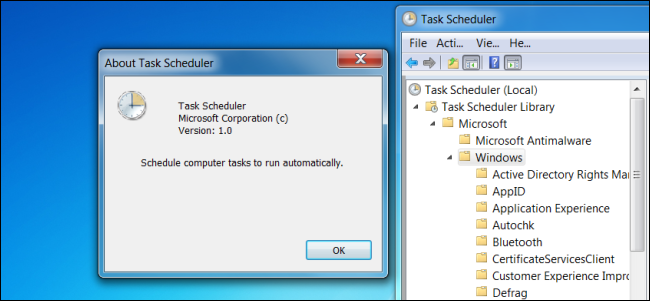 About Task Scheduler
Task Scheduler
Microsoft Corporation (c)
Version: 1.0
Schedule computer tasks to run automatically.
OK
Task Scheduler
File Acti... Vie... He...
Task Scheduler (Local)
Task Scheduler Library
Microsoft
Microsoft Antimalware
Windows
Active Directory Rights Mar
AppID
Application Experience
Autochk
Bluetooth
CertificateServicesClient
Customer Experience Impro
Defrag